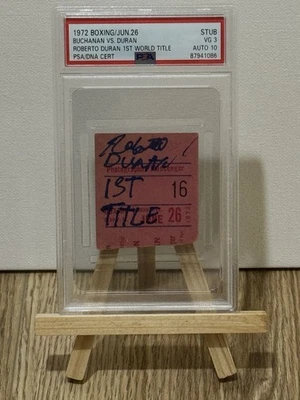 1972 BOXING/JUN.26 STUB
BUCHANAN VS. DURAN VG 3
ROBERTO DURAN 1ST WORLD TITLE AUTO 10
PSA/DNA CERT PSA 87941086
Roberto
DURAN
1ST 16
TITLE 26